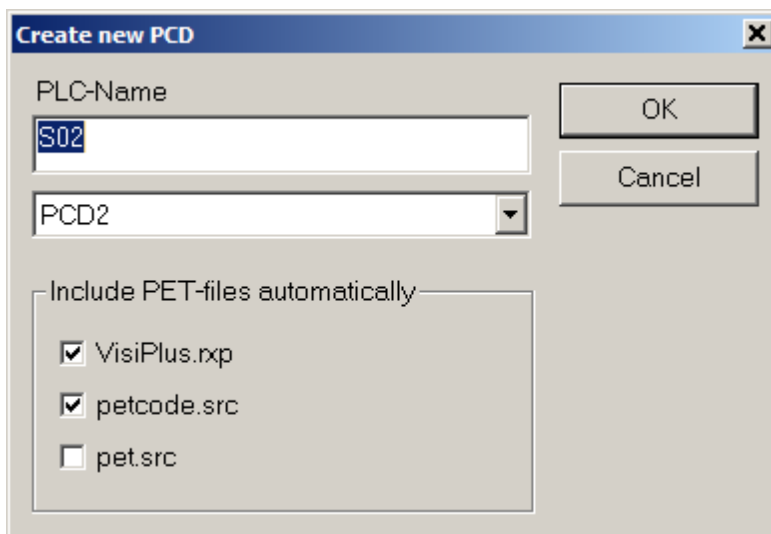 Create new PCD
PLC-Name
S02
PCD2
OK
Cancel
Include PET-files automatically
VisiPlus.rxp
petcode.src
pet.src